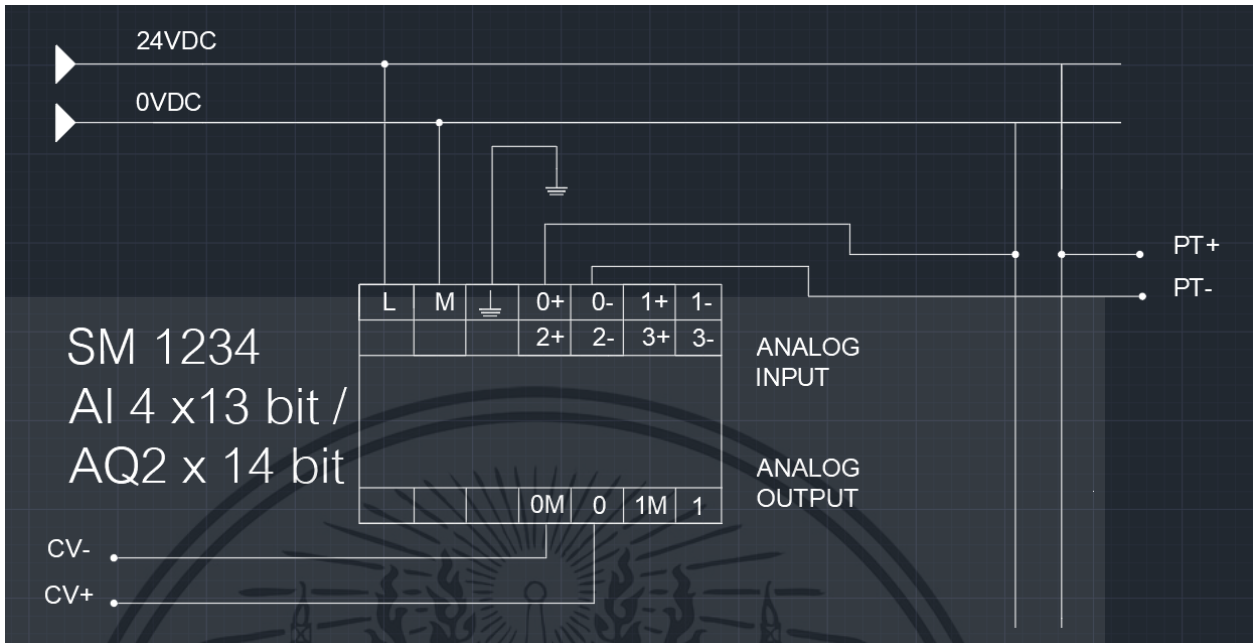 24VDC
0VDC
PT+
PT-
L M 0+ 0- 1+ 1-
2+ 2- 3+ 3-
SM 1234
AI 4 x13 bit /
AQ2 x 14 bit
ANALOG
INPUT
ANALOG
OUTPUT
0M 0 1M 1
CV-
CV+